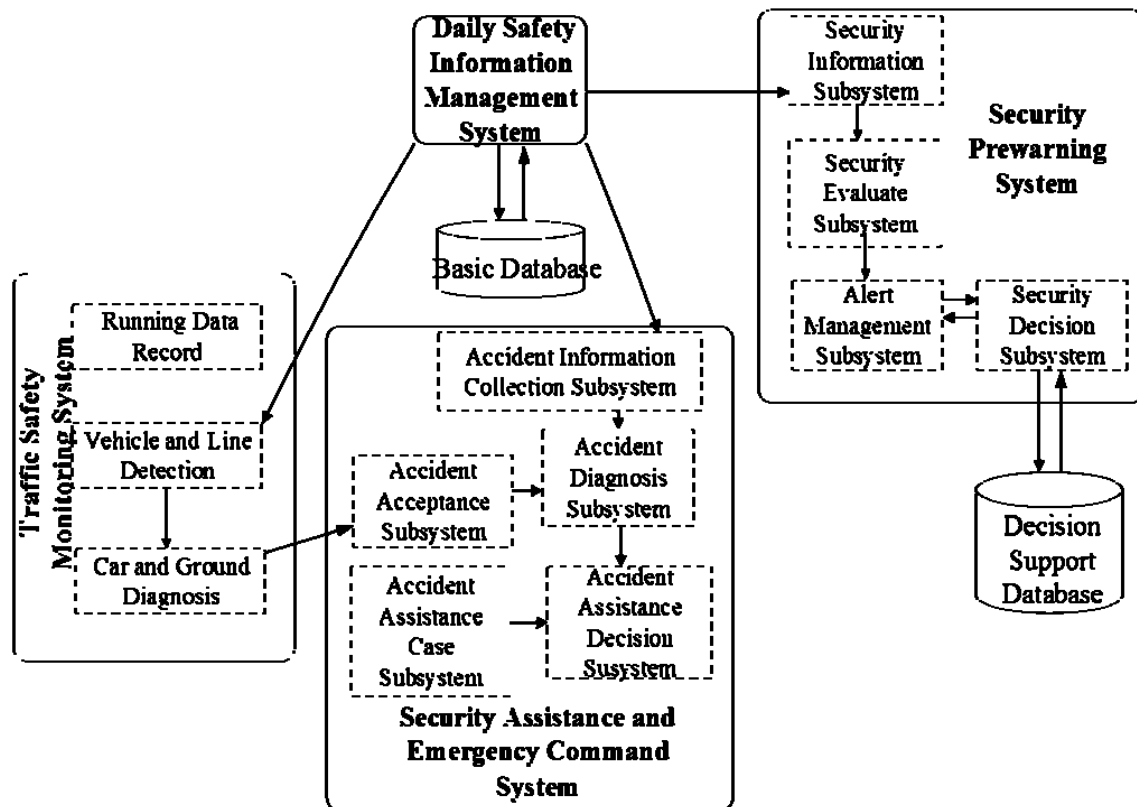 Daily Safety
Information
Management
System
Security
Information
Subsystem
Security
Prewarning
System
Security
Evaluate
Subsystem
Basic Database
Alert
Management
Subsystem
Security
Decision
Subsystem
Traffic Safety
Monitoring System
Running Data
Record
Vehicle and Line
Detection
Car and Ground
Diagnosis
Accident Information
Collection Subsystem
Accident
Acceptance
Subsystem
Accident
Diagnosis
Subsystem
Accident
Assistance
Case
Subsystem
Accident
Assistance
Decision
Susystem
Security Assistance and
Emergency Command
System
Decision
Support
Database